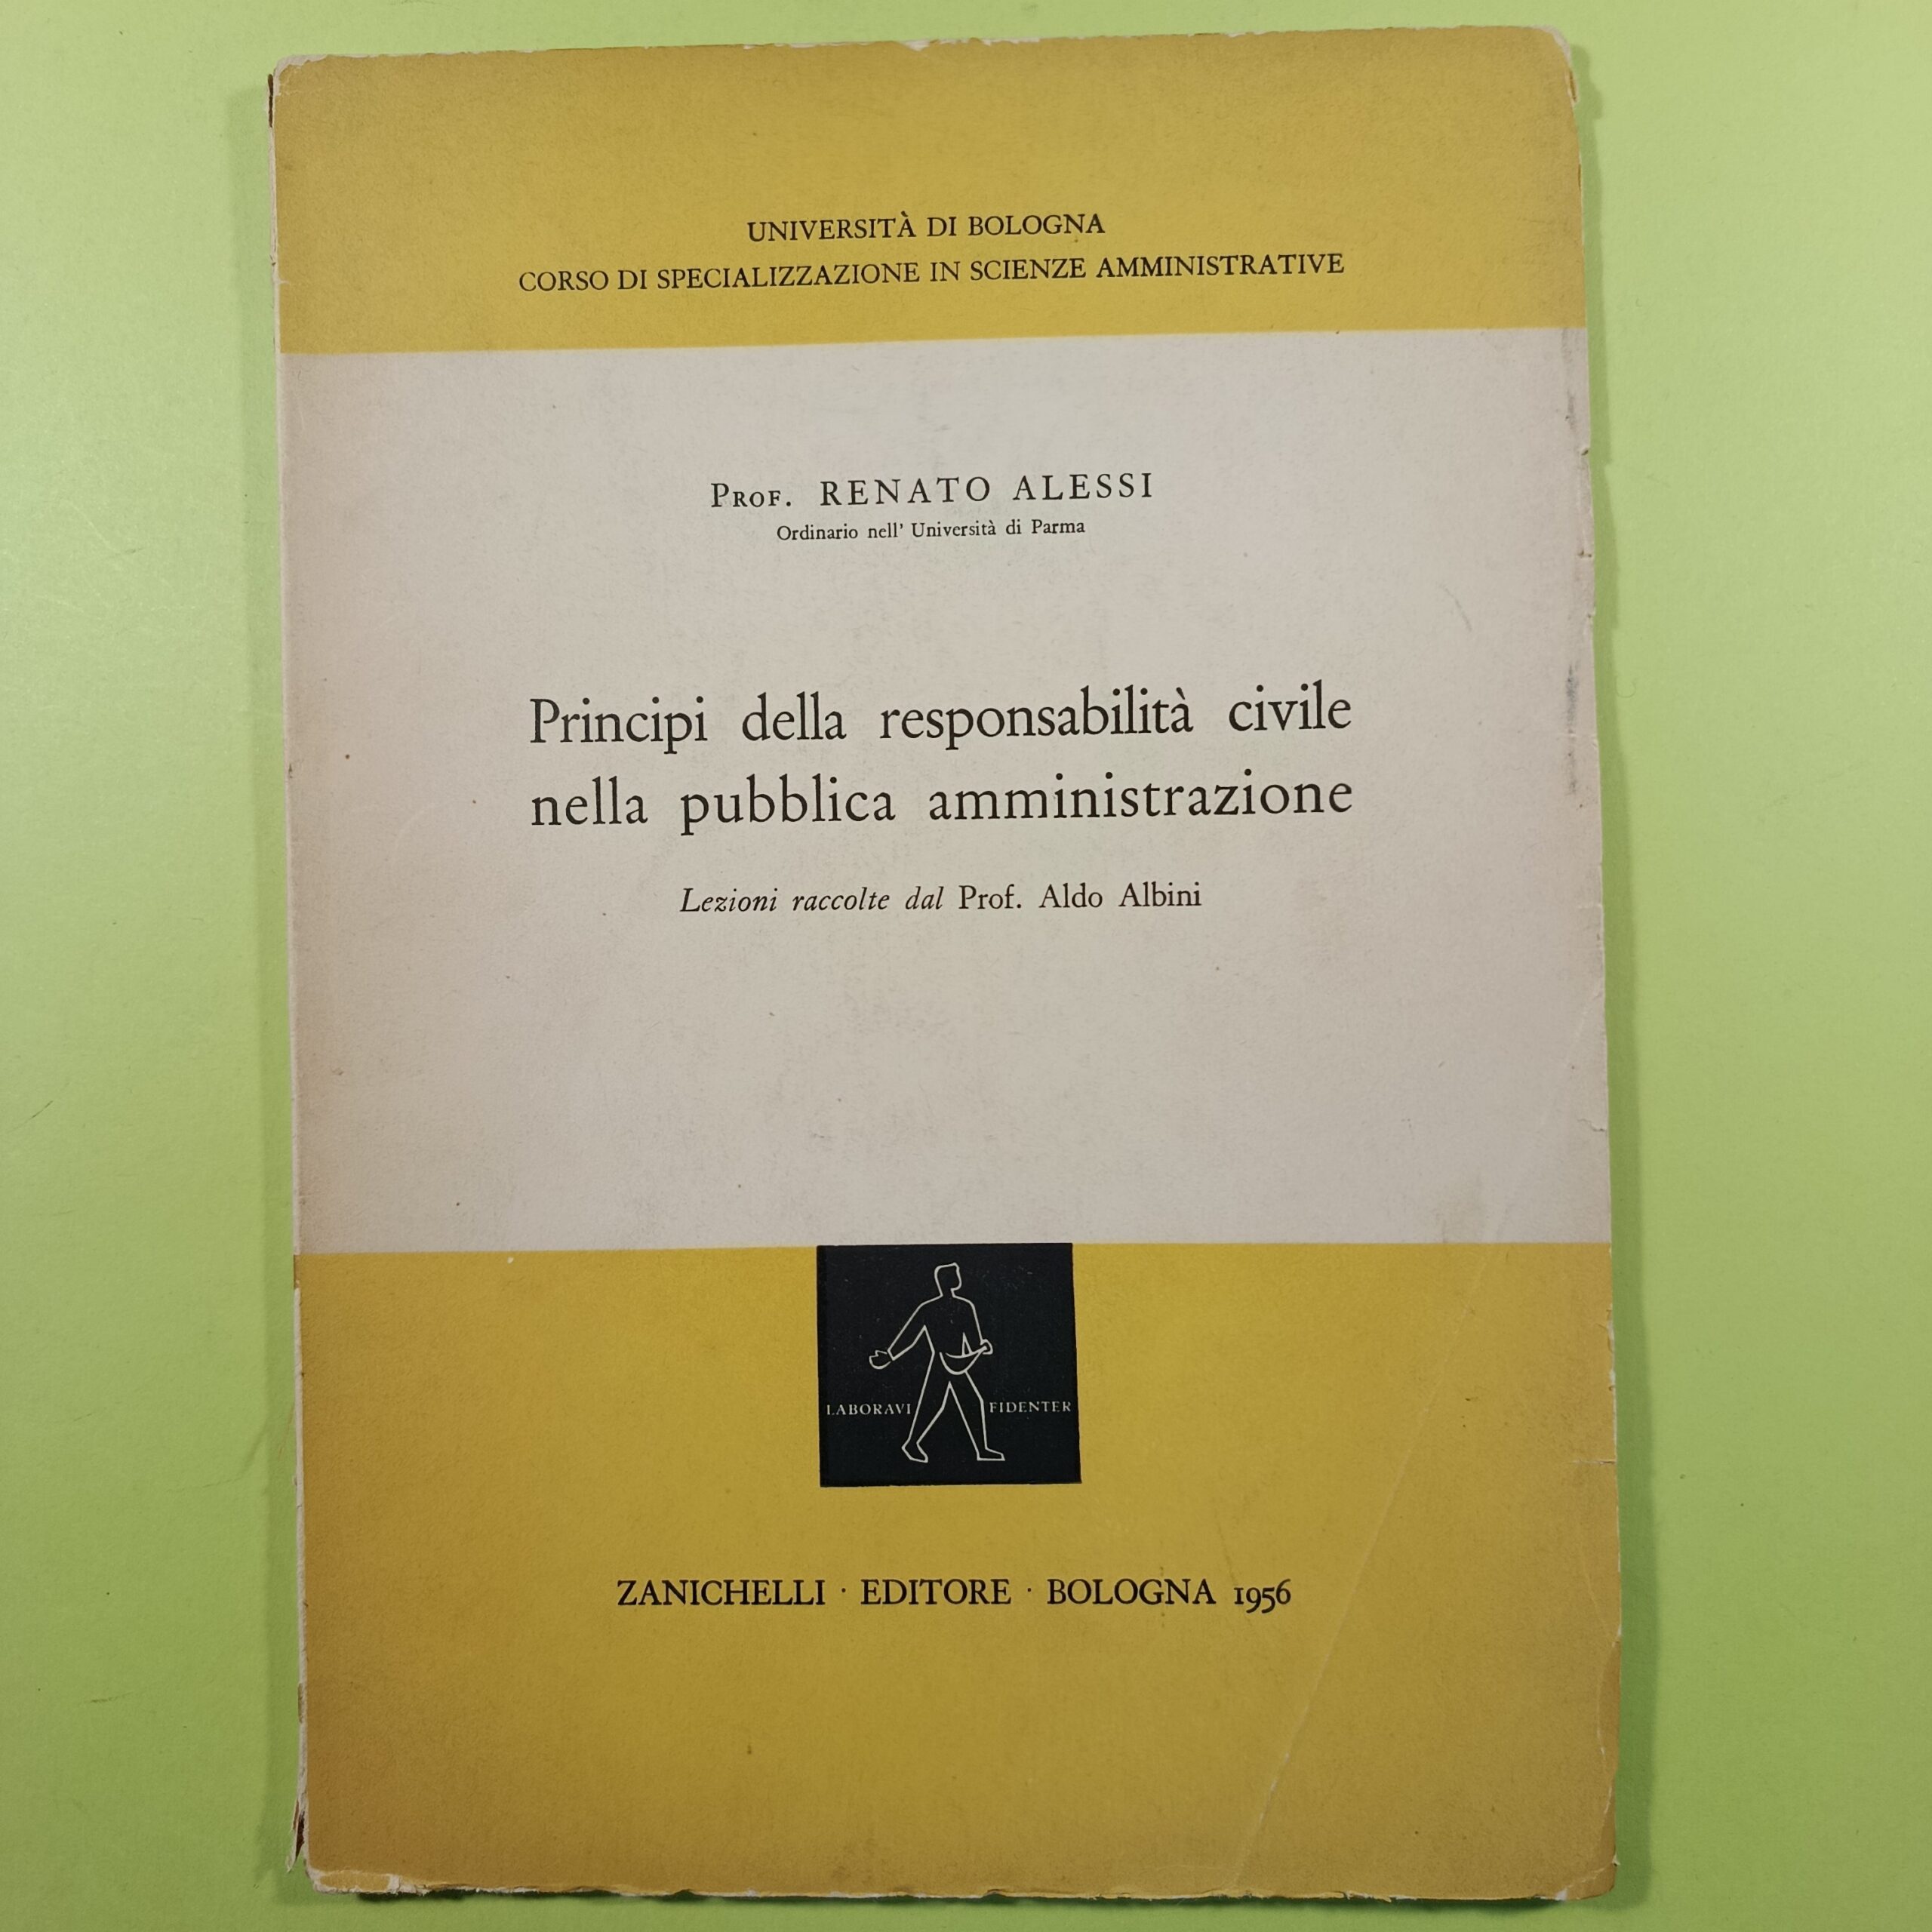 UNIVERSITÀ DI BOLOGNA
CORSO DI SPECIALIZZAZIONE IN SCIENZE AMMINISTRATIVE
PROF. RENATO ALESSI
Ordinario nell' Università di Parma
Principi della responsabilità civile
nella pubblica amministrazione
Lezioni raccolte dal Prof. Aldo Albini
LABORAVI FIDENTER
ZANICHELLI · EDITORE · BOLOGNA 1956